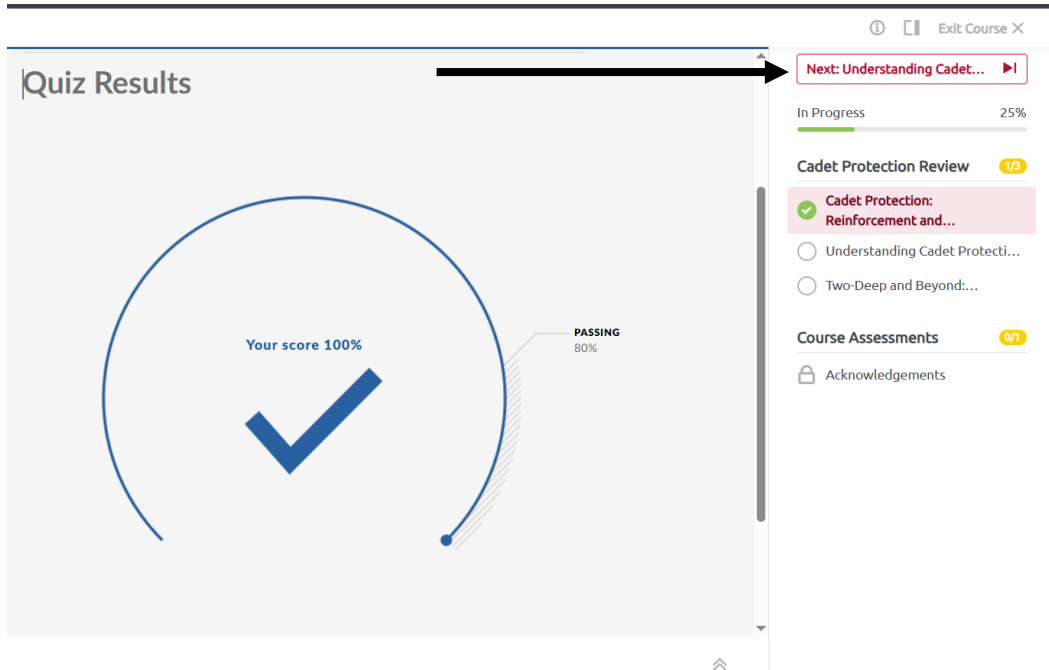 Exit Course
Quiz Results
Next: Understanding Cadet...
In Progress 25%
Cadet Protection Review 1/3
Cadet Protection:
Reinforcement and...
Understanding Cadet Protecti...
Two-Deep and Beyond:...
Course Assessments 0/1
Acknowledgements
Your score 100%
PASSING
80%